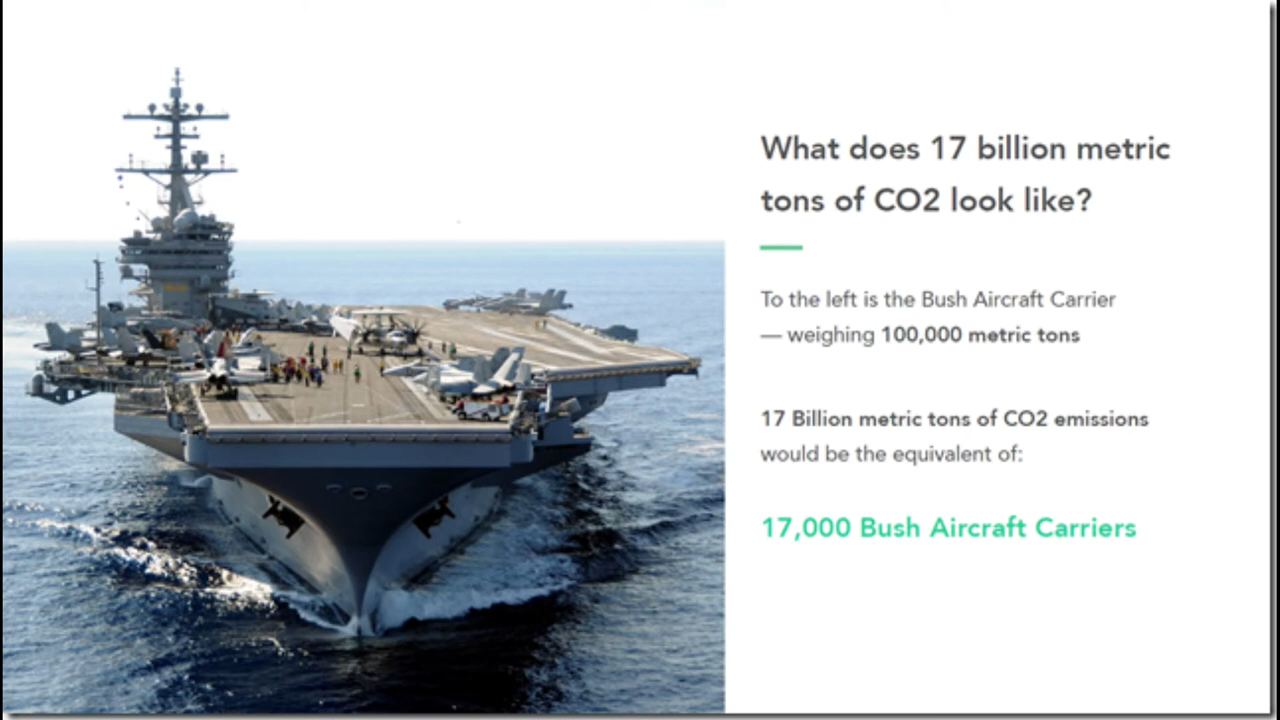 What does 17 billion metric
tons of CO2 look like?
To the left is the Bush Aircraft Carrier
— weighing 100,000 metric tons
17 Billion metric tons of CO2 emissions
would be the equivalent of:
17,000 Bush Aircraft Carriers